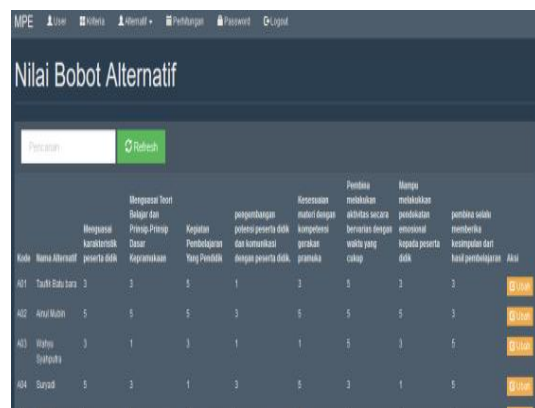 MPE User Kriteria Alternatif Perhitungan Password Logout
Nilai Bobot Alternatif
Pencarian Refresh
Kode
Nama Alternatif
Menguasai
karakteristik
peserta didik
Menguasai Teori
Belajar dan
Prinsip-Prinsip
Dasar
Kepramukaan
Kegiatan
Pembelajaran
Yang Pendidik
pengembangan
potensi peserta didik
dan komunikasi
dengan peserta didik.
Kesesuaian
materi dengan
kompetensi
gerakan
pramuka
Pembina
melakukan
aktivitas secara
bervarias dengan
waktu yang
cukup
Mampu
melakukkan
pendekatan
emosional
kepada peserta
didik
pembina selalu
memberika
kesimpulan dari
hasil pembelajaran
Aksi
A01 Taufit Batu bara 3 3 5 1 3 5 3 3 Ubah
A02 Ainul Mubin 5 5 5 3 5 5 5 3 Ubah
A03 Wahyu 3 1 3 1 1 5 3 5 Ubah
Syahputra
A04 Suryadi 5 3 1 3 5 3 1 5 Ubah